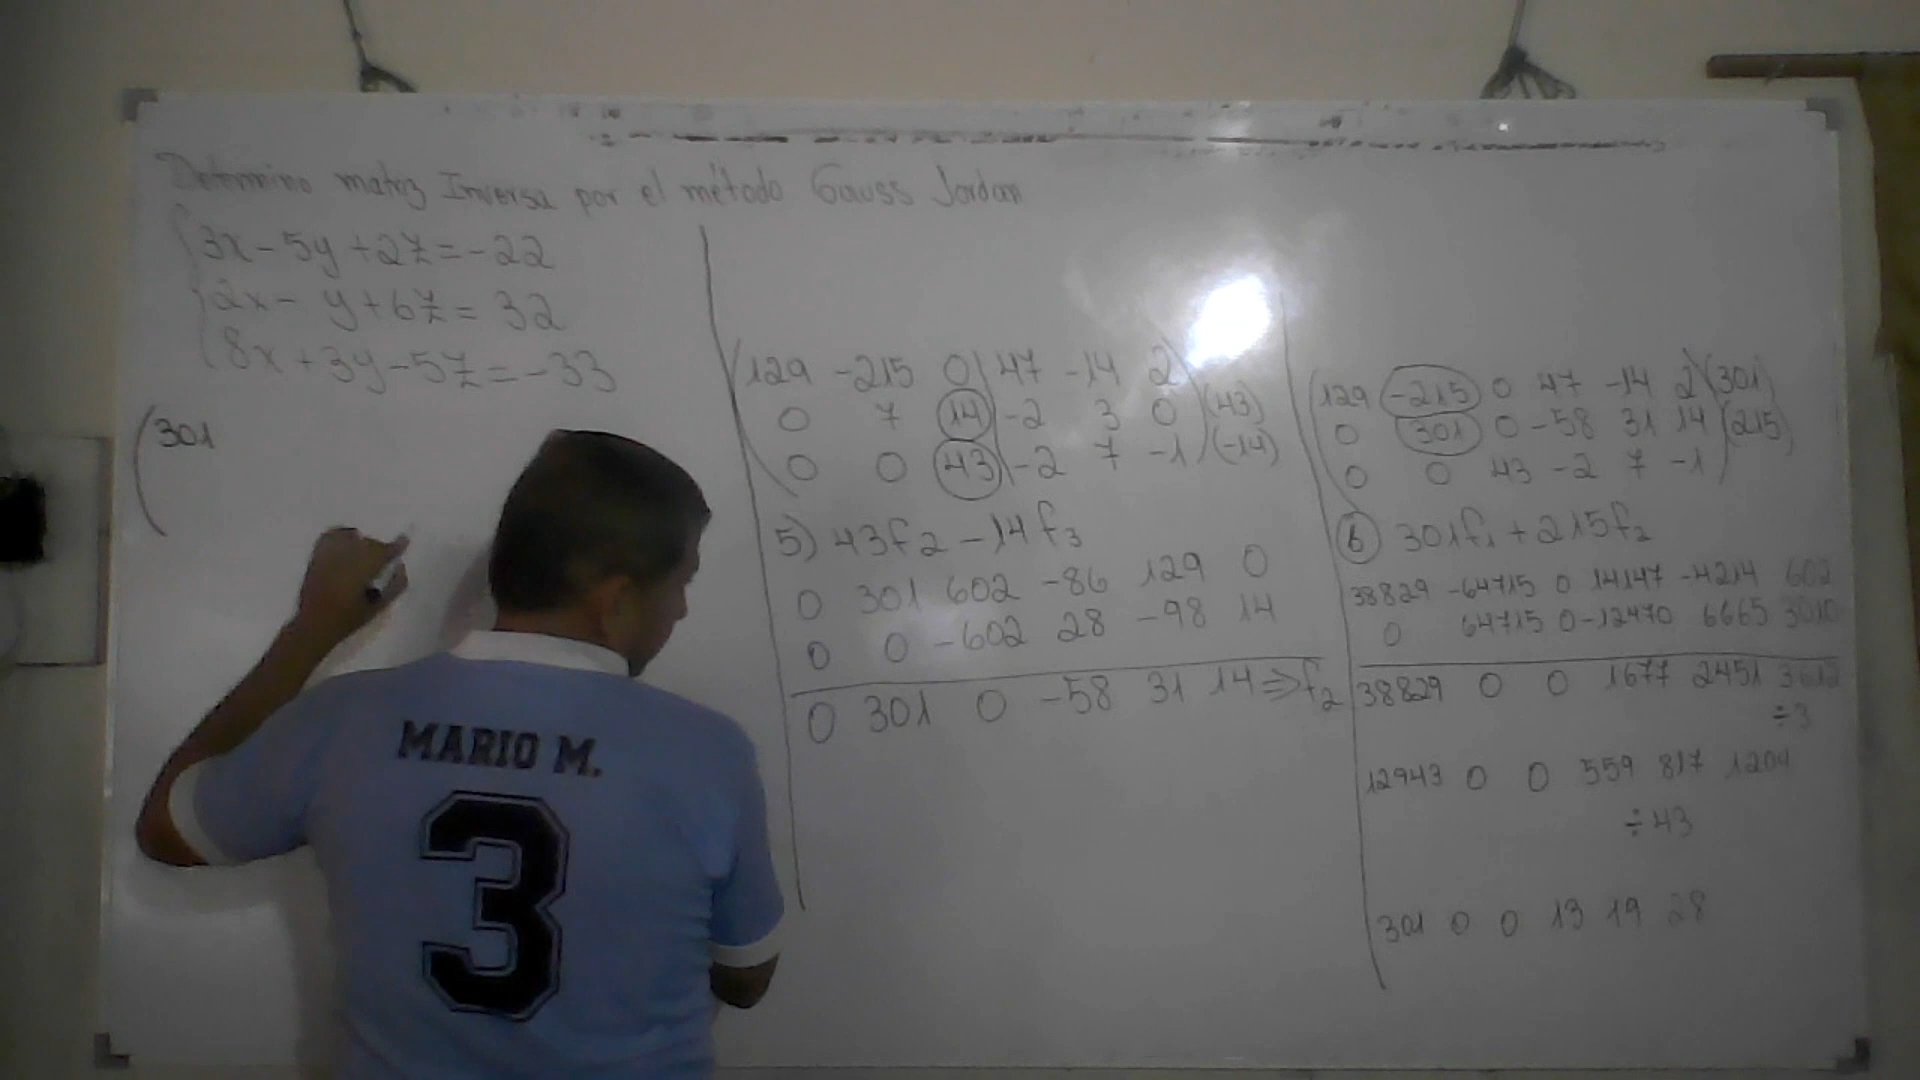 Determino matriz Inversa por el método Gauss Jordan
3x - 5y + 2z = -22
2x - y + 6z = 32
8x + 3y - 5z = -33
301
129 -215 0 47 -14 2
0 7 14 -2 3 0 (43)
0 0 43 -2 7 -1 (-14)
5) 43f2 - 14f3
0 301 602 -86 129 0
0 0 -602 28 -98 14
0 301 0 -58 31 14 ⇒ f2
129 -215 0 47 -14 2 (301)
0 301 0 -58 31 14 (215)
0 0 43 -2 7 -1
6 301f1 + 215f2
38829 -64715 0 14147 -4214 602
0 64715 0 -12470 6665 3010
38829 0 0 1677 2451 3612
÷3
12943 0 0 559 817 1204
÷43
301 0 0 13 19 28
MARIO M.
3